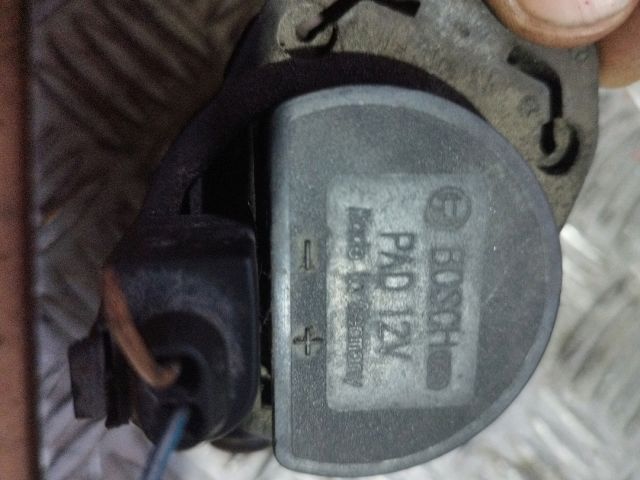 BOSCH
PAD 12V
Made in Germany
- +